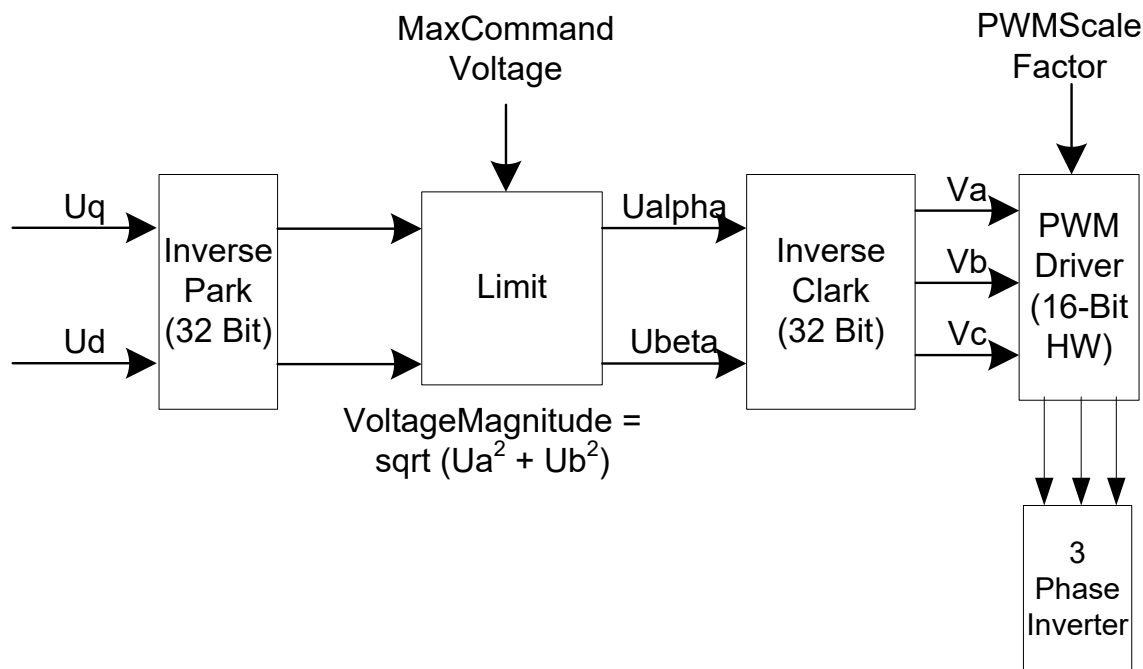 MaxCommand
Voltage
PWMScale
Factor
Uq
Ud
Inverse
Park
(32 Bit)
Limit
Ualpha
Ubeta
Inverse
Clark
(32 Bit)
Va
Vb
Vc
PWM
Driver
(16-Bit
HW)
VoltageMagnitude =
sqrt (Ua² + Ub²)
3
Phase
Inverter